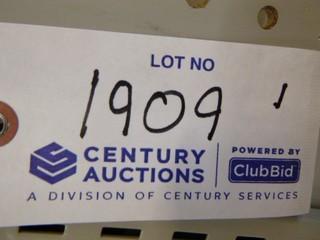 LOT NO
1909 1
CENTURY AUCTIONS POWERED BY ClubBid
A DIVISION OF CENTURY SERVICES